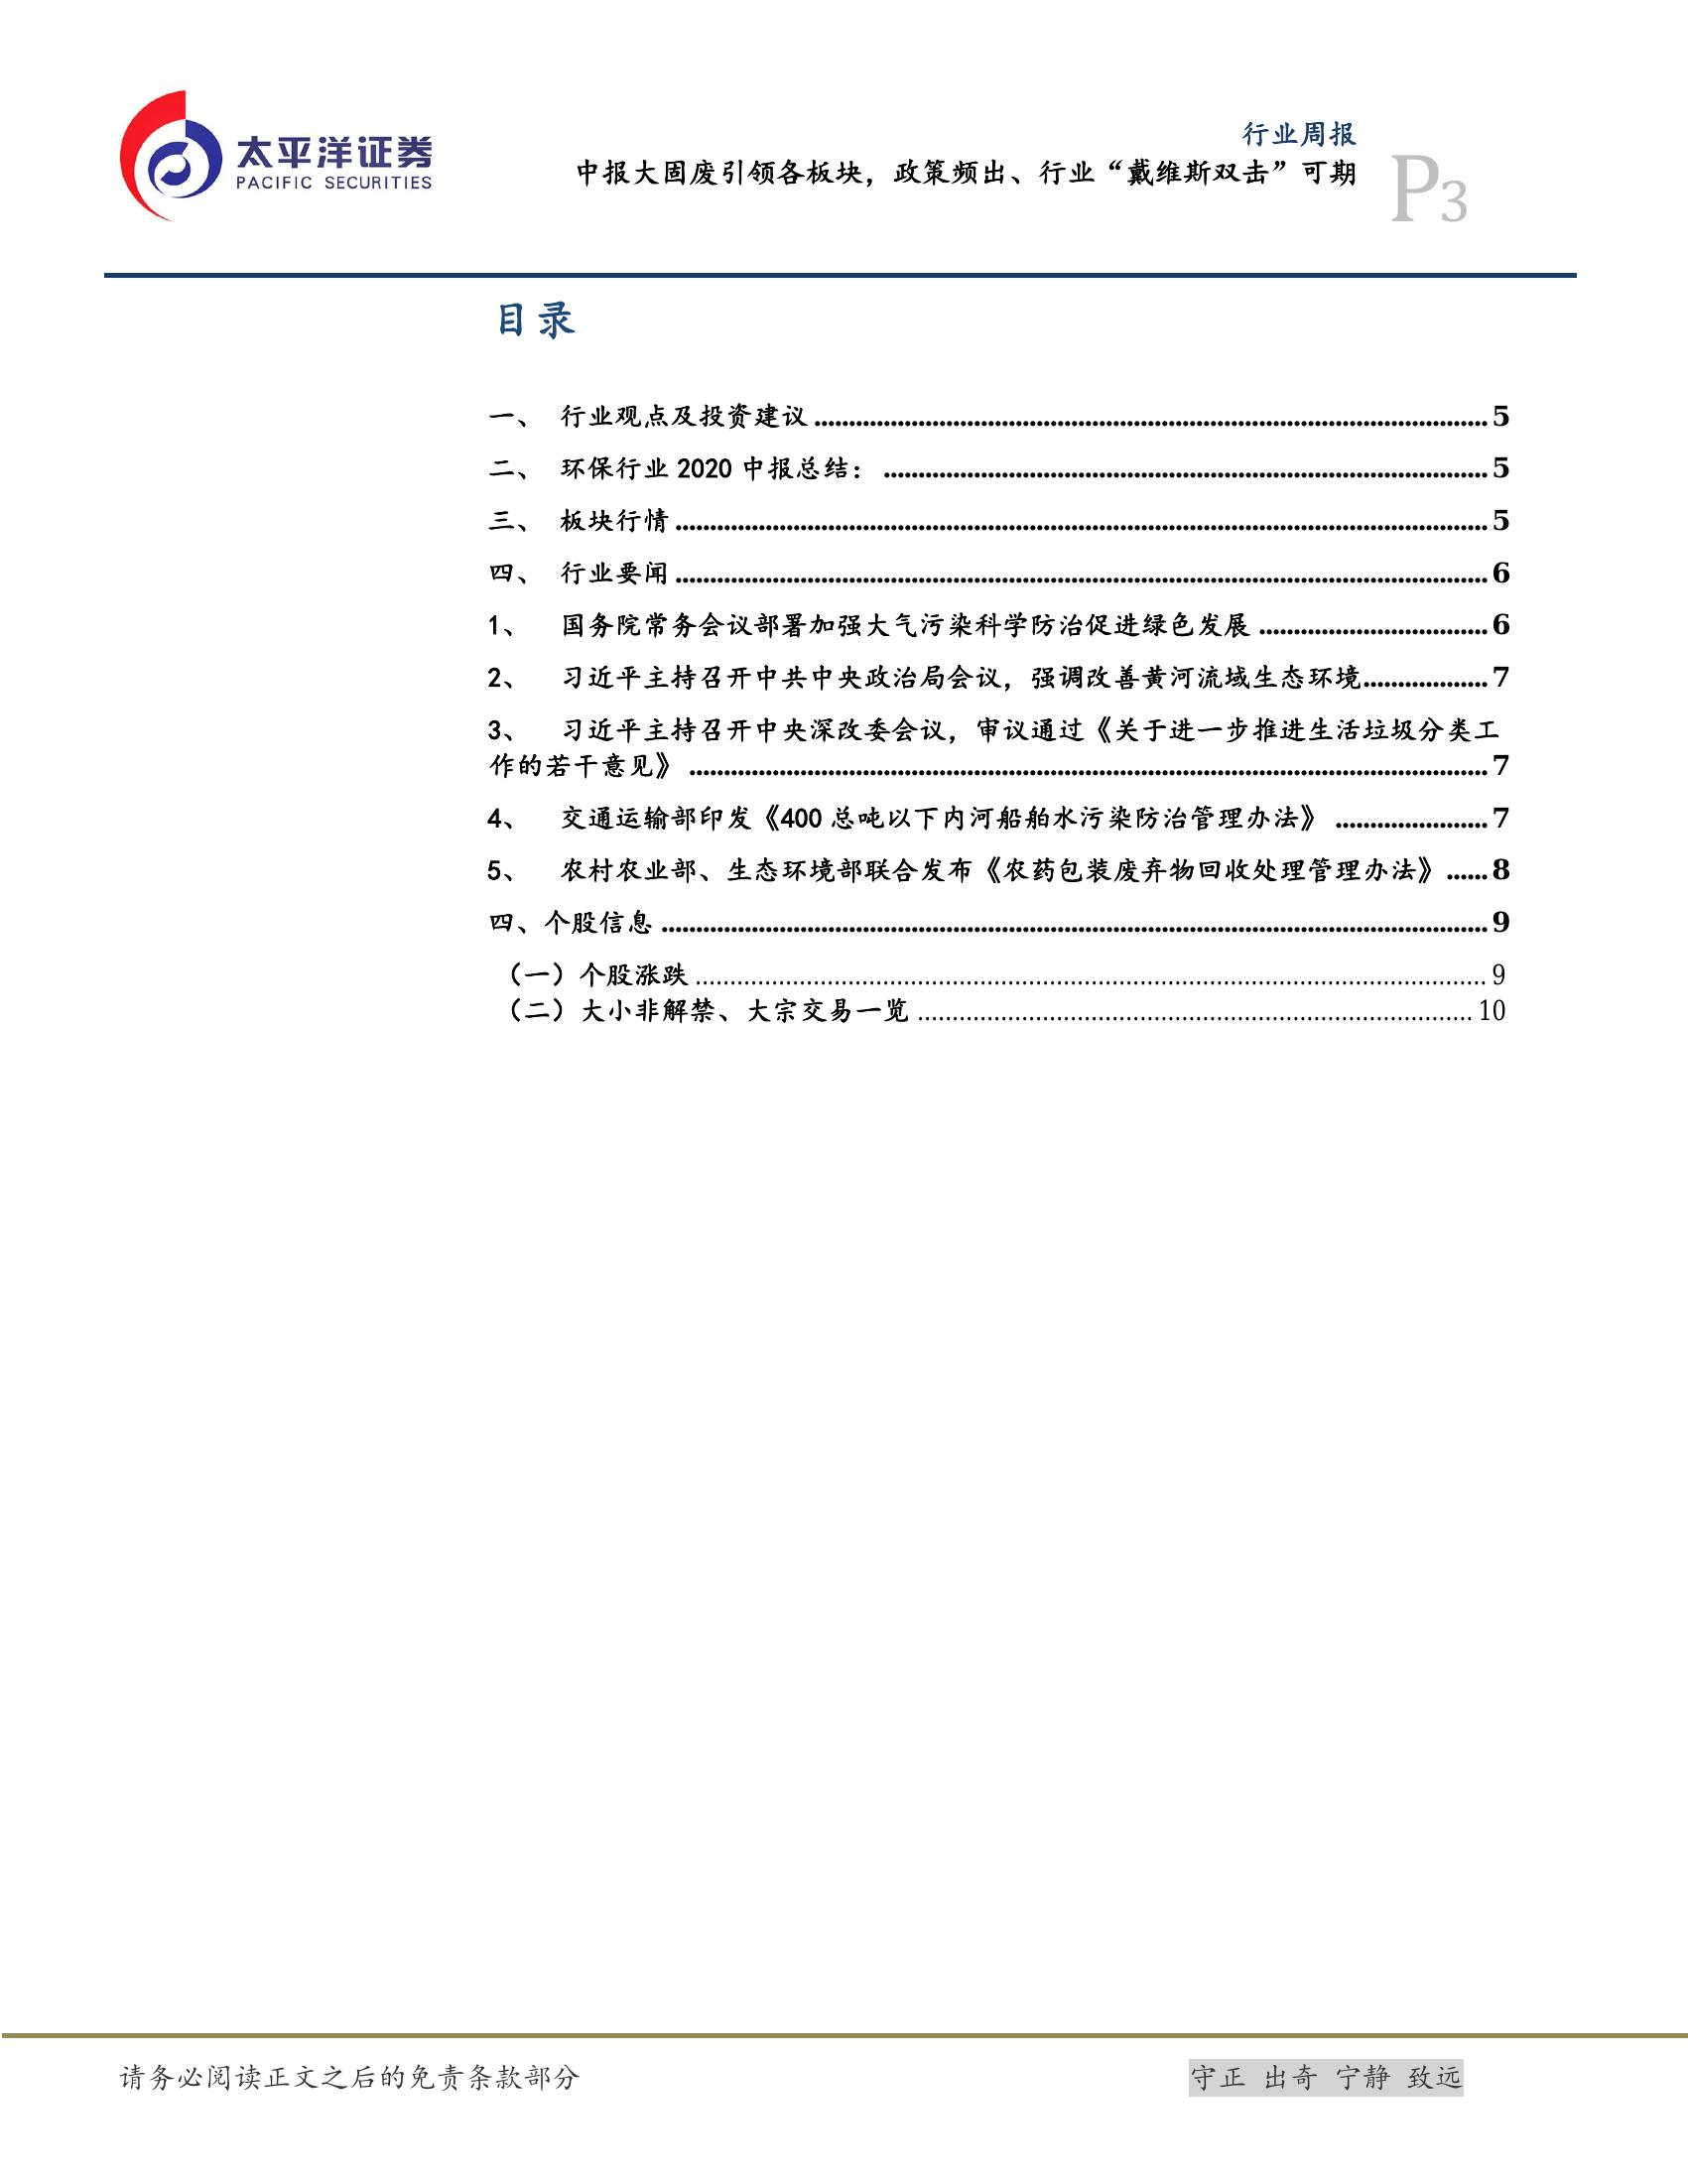 太平洋证券
PACIFIC SECURITIES
行业周报
中报大固废引领各板块，政策频出、行业“戴维斯双击”可期
P3
目录
一、 行业观点及投资建议 5
二、 环保行业 2020 中报总结： 5
三、 板块行情 5
四、 行业要闻 6
1、 国务院常务会议部署加强大气污染科学防治促进绿色发展 6
2、 习近平主持召开中共中央政治局会议，强调改善黄河流域生态环境 7
3、 习近平主持召开中央深改委会议，审议通过《关于进一步推进生活垃圾分类工
作的若干意见》 7
4、 交通运输部印发《400 总吨以下内河船舶水污染防治管理办法》 7
5、 农村农业部、生态环境部联合发布《农药包装废弃物回收处理管理办法》 8
四、个股信息 9
（一）个股涨跌 9
（二）大小非解禁、大宗交易一览 10
请务必阅读正文之后的免责条款部分
守正 出奇 宁静 致远